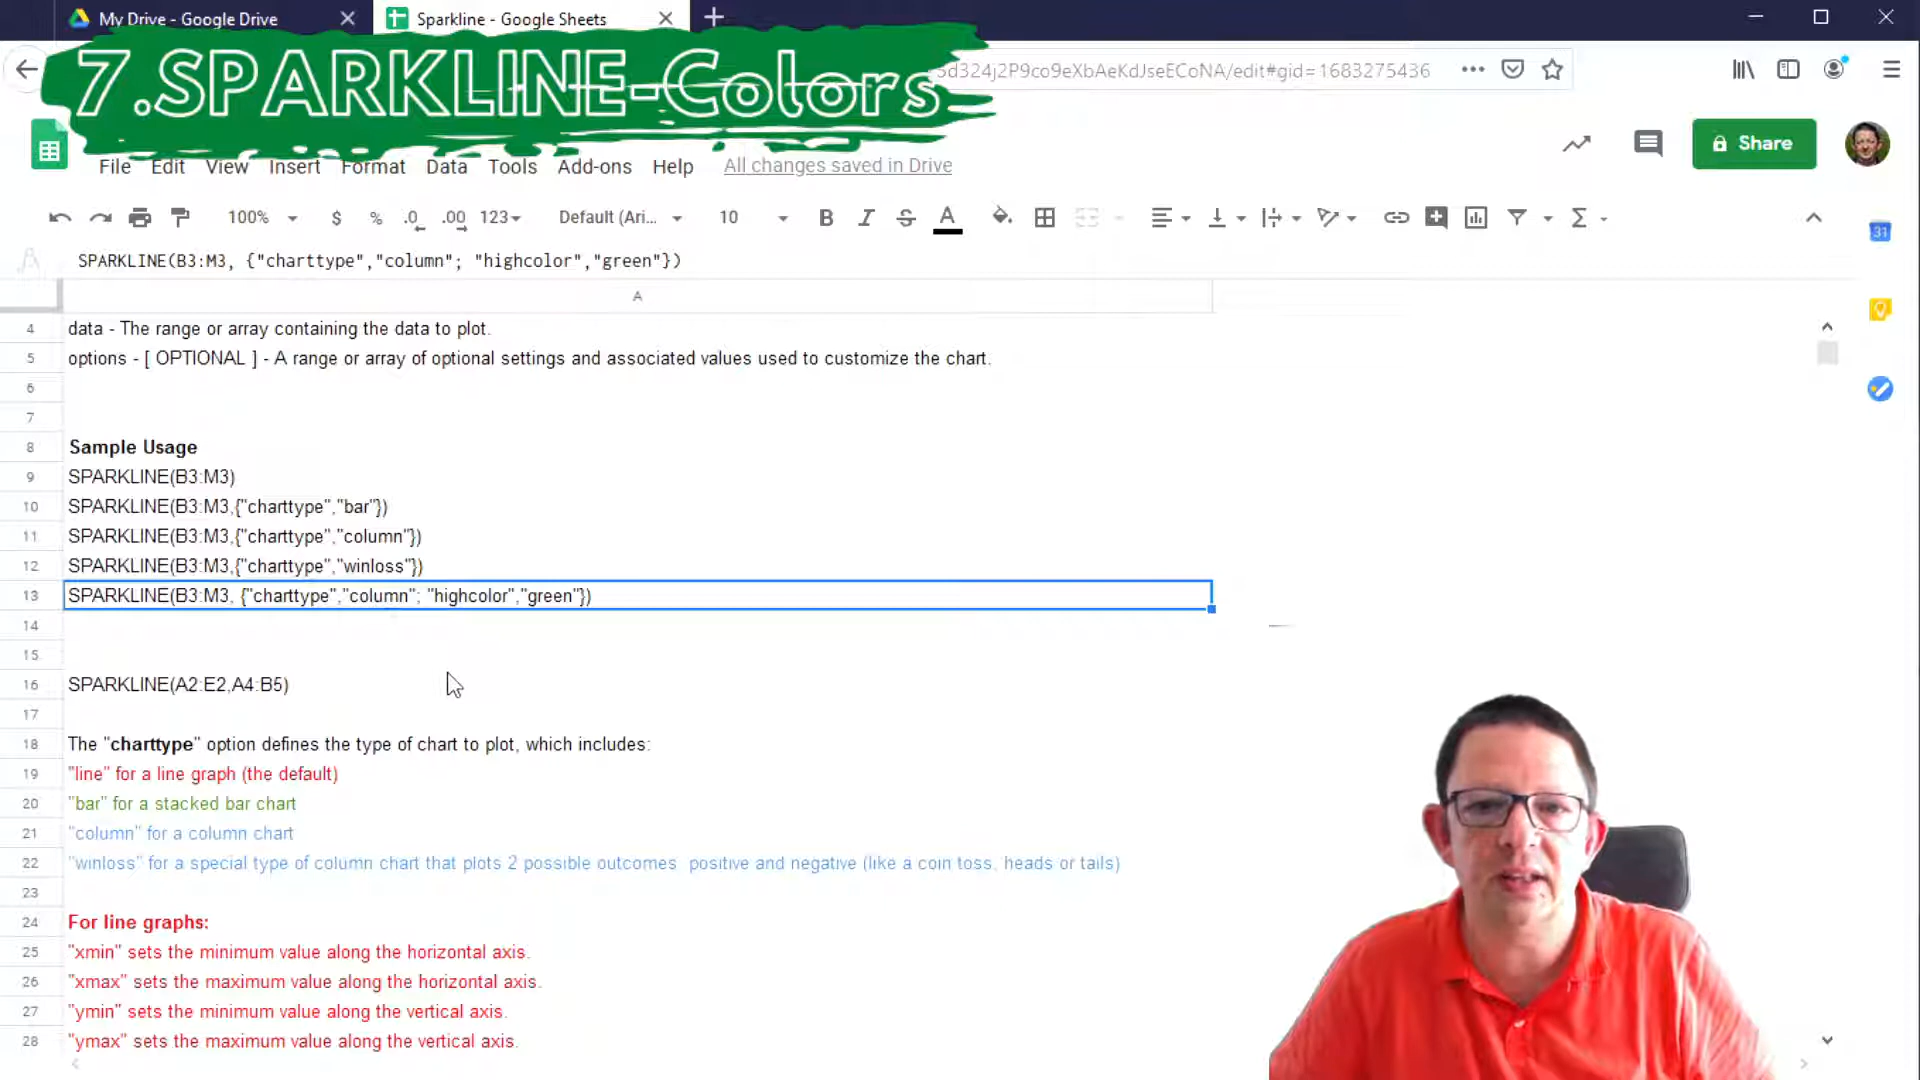 My Drive - Google Drive
Sparkline - Google Sheets
7.SPARKLINE-Colors
5d324j2P9co9eXbAeKdJseECoNA/edit#gid=1683275436
File Edit View Insert Format Data Tools Add-ons Help All changes saved in Drive
Share
100% $ % .0 .00 123 Default (Ari... 10 B I S A
31
SPARKLINE(B3:M3, {"charttype","column"; "highcolor","green"})
A
4 data - The range or array containing the data to plot.
5 options - [ OPTIONAL ] - A range or array of optional settings and associated values used to customize the chart.
6
7
8 Sample Usage
9 SPARKLINE(B3:M3)
10 SPARKLINE(B3:M3,{"charttype","bar"})
11 SPARKLINE(B3:M3,{"charttype","column"})
12 SPARKLINE(B3:M3,{"charttype","winloss"})
13 SPARKLINE(B3:M3, {"charttype","column"; "highcolor","green"})
14
15
16 SPARKLINE(A2:E2,A4:B5)
17
18 The "charttype" option defines the type of chart to plot, which includes:
19 "line" for a line graph (the default)
20 "bar" for a stacked bar chart
21 "column" for a column chart
22 "winloss" for a special type of column chart that plots 2 possible outcomes positive and negative (like a coin toss, heads or tails)
23
24 For line graphs:
25 "xmin" sets the minimum value along the horizontal axis.
26 "xmax" sets the maximum value along the horizontal axis.
27 "ymin" sets the minimum value along the vertical axis.
28 "ymax" sets the maximum value along the vertical axis.